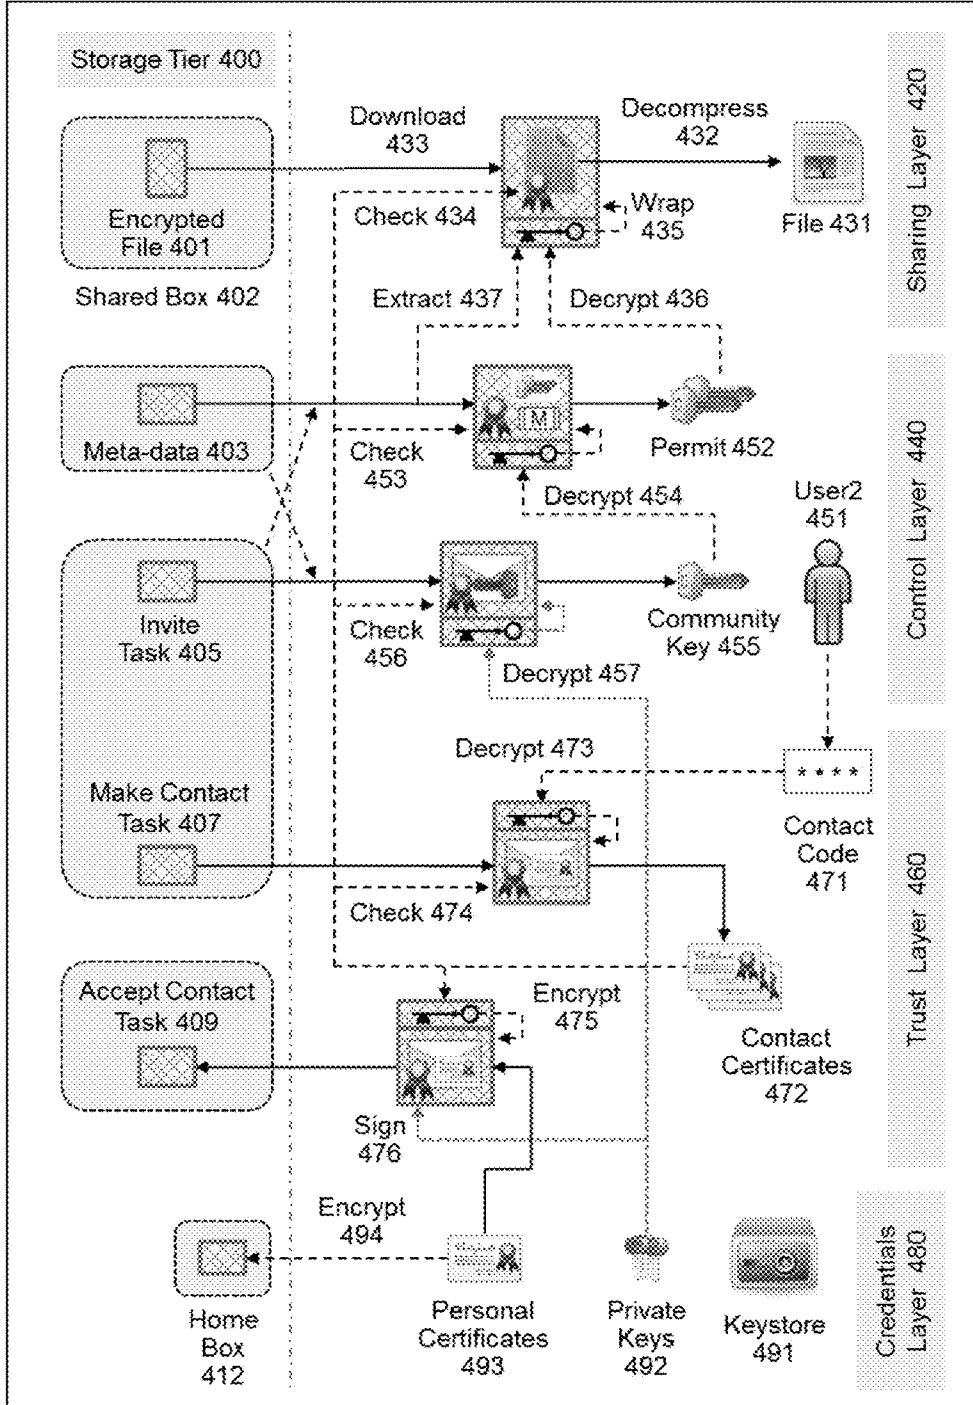 Storage Tier 400
Download
433
Decompress
432
Encrypted
File 401
Check 434
Wrap
435
File 431
Shared Box 402
Extract 437
Decrypt 436
Sharing Layer 420
Meta-data 403
[M]
Check
453
Permit 452
Decrypt 454
User2
451
Control Layer 440
Invite
Task 405
Check
456
Community
Key 455
Decrypt 457
Decrypt 473
* * * *
Make Contact
Task 407
Contact
Code
471
Check 474
Trust Layer 460
Accept Contact
Task 409
Encrypt
475
Contact
Certificates
472
Sign
476
Encrypt
494
Home
Box
412
Personal
Certificates
493
Private
Keys
492
Keystore
491
Credentials
Layer 480